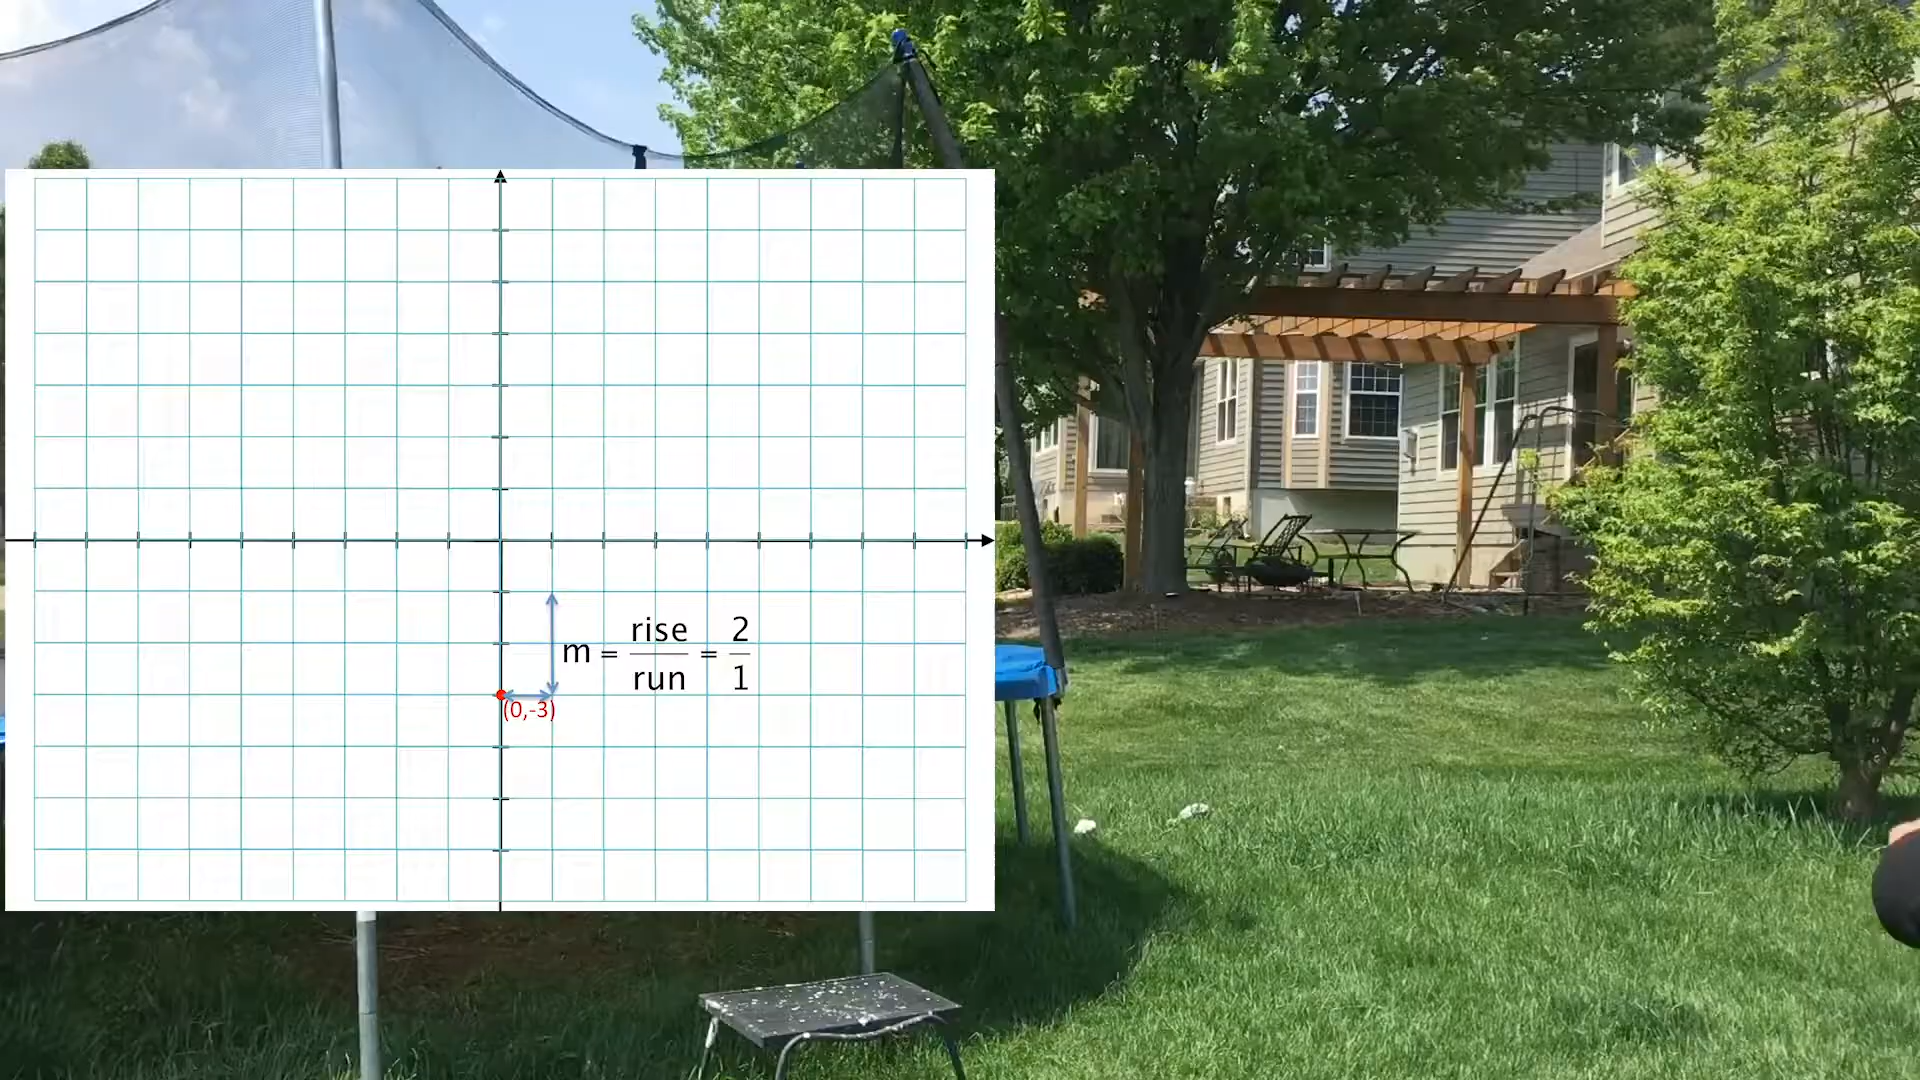 m = rise/run = 2/1
(0,-3)